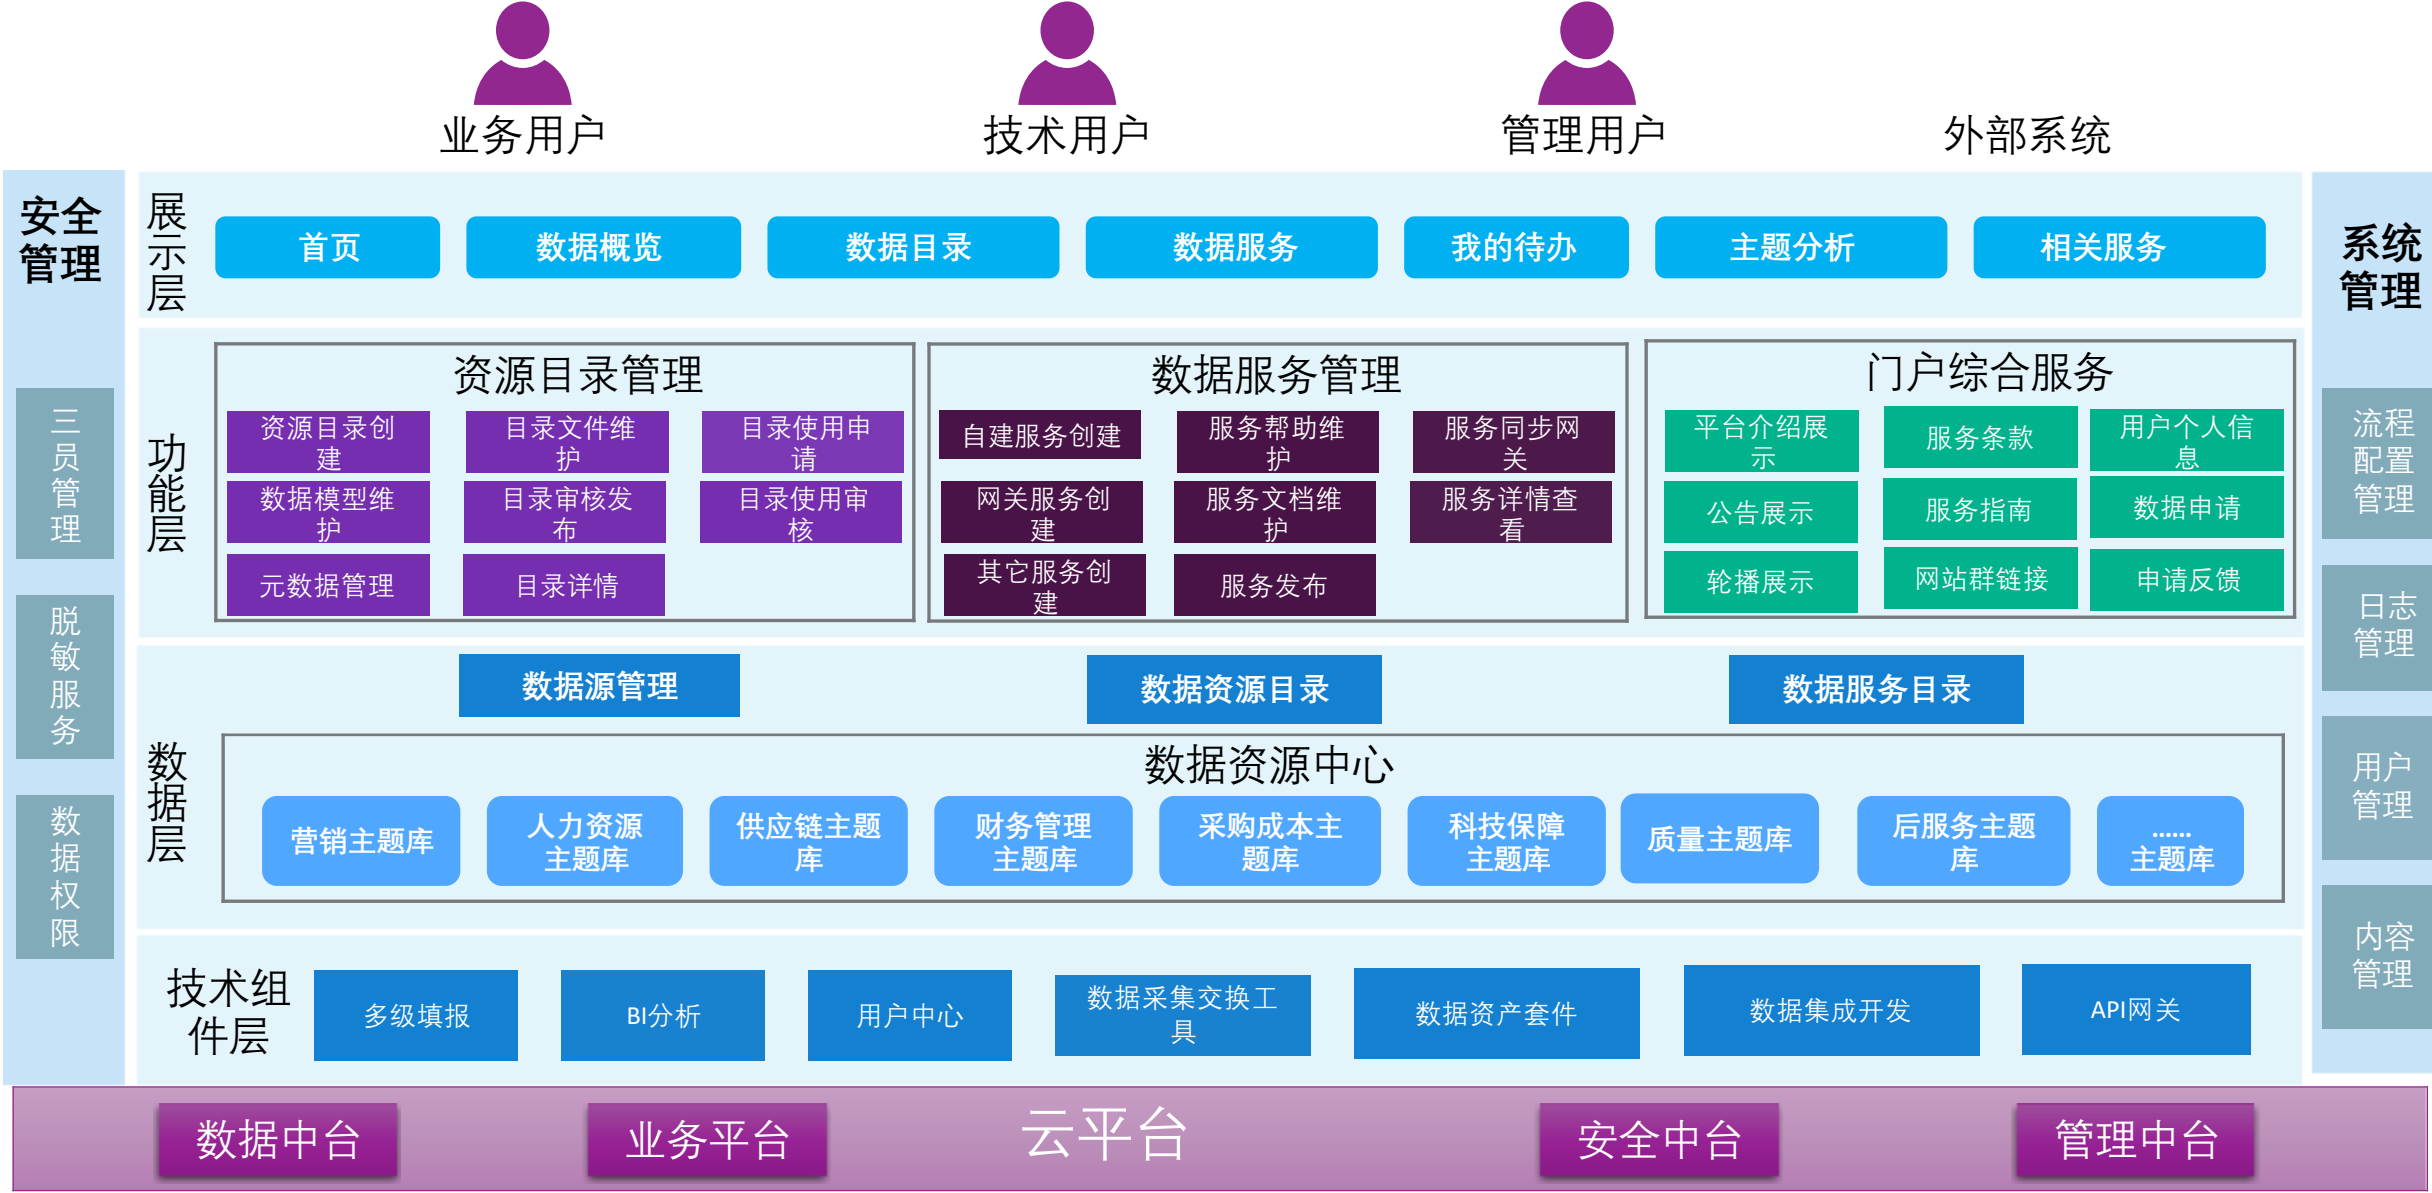 业务用户
技术用户
管理用户
外部系统
安全
管理
三
员
管
理
脱
敏
服
务
数
据
权
限
展
示
层
首页
数据概览
数据目录
数据服务
我的待办
主题分析
相关服务
功
能
层
资源目录管理
资源目录创
建
目录文件维
护
目录使用申
请
数据模型维
护
目录审核发
布
目录使用审
核
元数据管理
目录详情
数据服务管理
自建服务创建
服务帮助维
护
服务同步网
关
网关服务创
建
服务文档维
护
服务详情查
看
其它服务创
建
服务发布
门户综合服务
平台介绍展
示
服务条款
用户个人信
息
公告展示
服务指南
数据申请
轮播展示
网站群链接
申请反馈
数
据
层
数据源管理
数据资源目录
数据服务目录
数据资源中心
营销主题库
人力资源
主题库
供应链主题
库
财务管理
主题库
采购成本主
题库
科技保障
主题库
质量主题库
后服务主题
库
......
主题库
技术组
件层
多级填报
BI分析
用户中心
数据采集交换工
具
数据资产套件
数据集成开发
API网关
系统
管理
流程
配置
管理
日志
管理
用户
管理
内容
管理
数据中台
业务平台
云平台
安全中台
管理中台